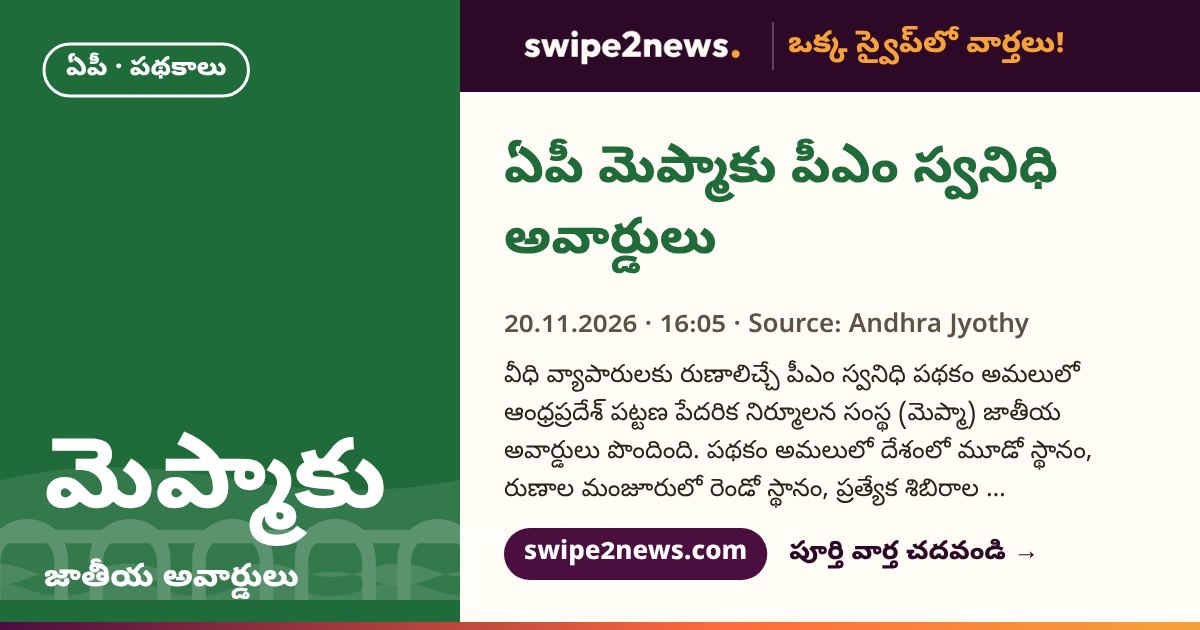 ఏపీ · పథకాలు
మెప్మాకు
జాతీయ అవార్డులు
swipe2news.
ఒక్క స్వైప్‌లో వార్తలు!
ఏపీ మెప్మాకు పీఎం స్వనిధి
అవార్డులు
20.11.2026 · 16:05 · Source: Andhra Jyothy
వీధి వ్యాపారులకు రుణాలిచ్చే పీఎం స్వనిధి పథకం అమలులో
ఆంధ్రప్రదేశ్ పట్టణ పేదరిక నిర్మూలన సంస్థ (మెప్మా) జాతీయ
అవార్డులు పొందింది. పథకం అమలులో దేశంలో మూడో స్థానం,
రుణాల మంజూరులో రెండో స్థానం, ప్రత్యేక శిబిరాల ...
swipe2news.com
పూర్తి వార్త చదవండి →